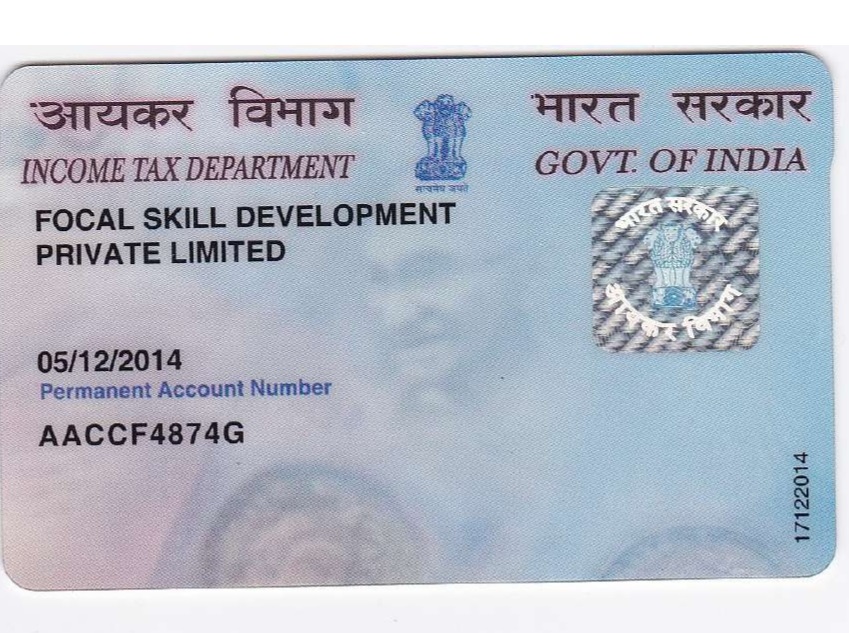 आयकर विभाग
भारत सरकार
INCOME TAX DEPARTMENT
GOVT. OF INDIA
सत्यमेव जयते
FOCAL SKILL DEVELOPMENT
PRIVATE LIMITED
भारत सरकार
आयकर विभाग
05/12/2014
Permanent Account Number
AACCF4874G
17122014